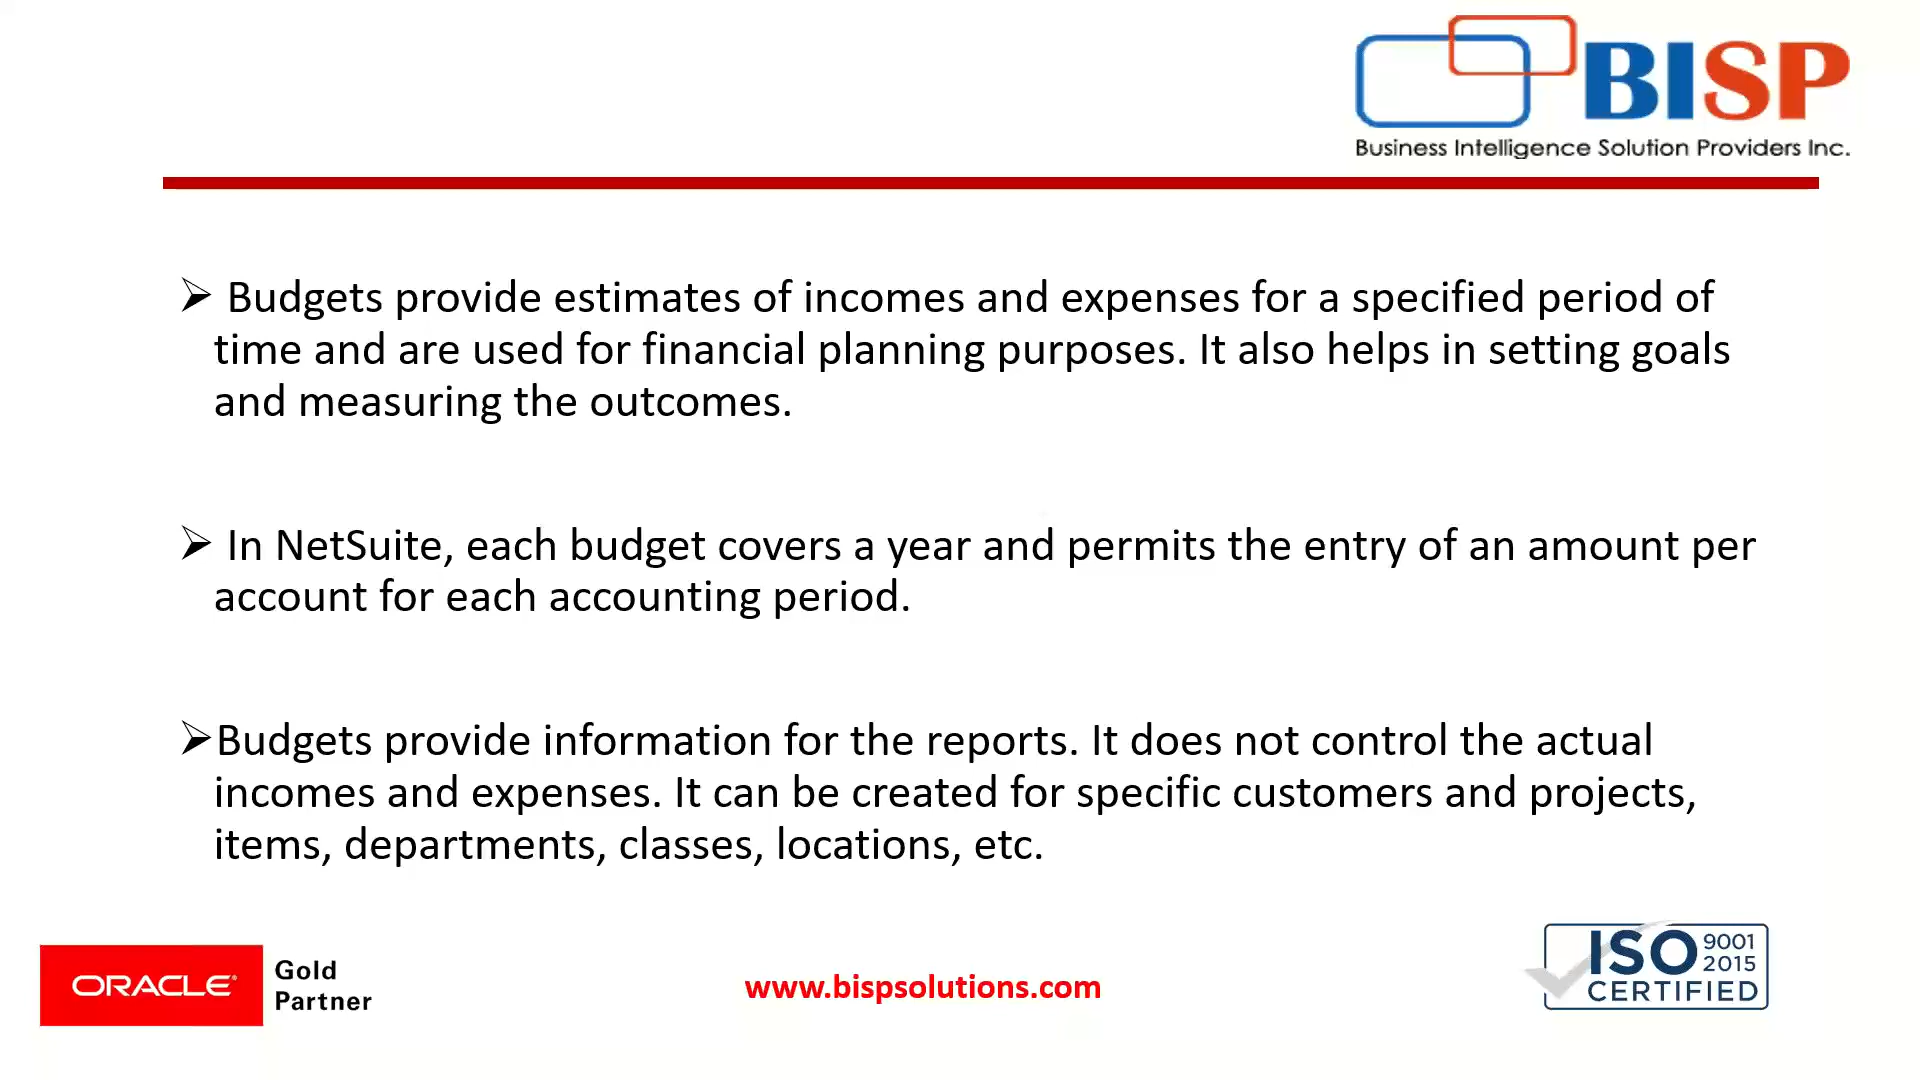 BISP
Business Intelligence Solution Providers Inc.
➢ Budgets provide estimates of incomes and expenses for a specified period of
time and are used for financial planning purposes. It also helps in setting goals
and measuring the outcomes.
➢ In NetSuite, each budget covers a year and permits the entry of an amount per
account for each accounting period.
➢Budgets provide information for the reports. It does not control the actual
incomes and expenses. It can be created for specific customers and projects,
items, departments, classes, locations, etc.
ORACLE®
Gold
Partner
www.bispsolutions.com
ISO 9001
2015
CERTIFIED